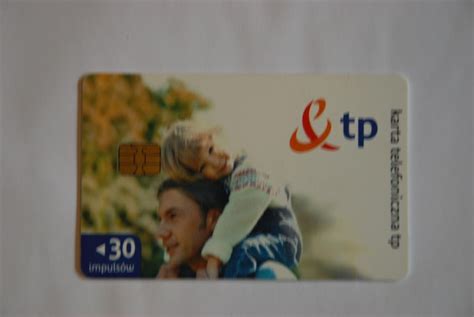 tp
karta telefoniczna tp
30
impulsów